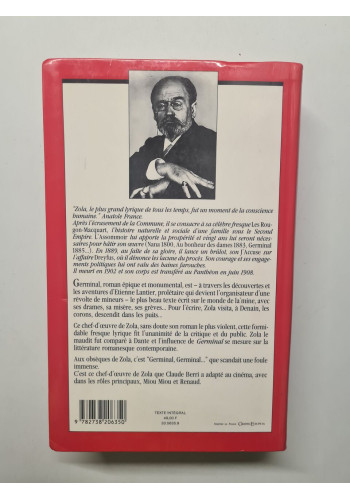 "Zola, le plus grand lyrique de tous les temps, fut un moment de la conscience
humaine." Anatole France.
Après l'écrasement de la Commune, il se consacre à sa célèbre fresque Les Rou-
gon-Macquart, l'histoire naturelle et sociale d'une famille sous le Second
Empire. L'Assommoir lui apporte la prospérité et vingt ans lui seront néces-
saires pour bâtir son œuvre (Nana 1800, Au bonheur des dames 1883, Germinal
1885...). En 1889, au faîte de sa gloire, il lance un brûlot, son J'Accuse sur
l'affaire Dreyfus, où il dénonce les lacune du procès. Son courage et ses engage-
ments politiques lui ont valu des haines farouches.
Il meurt en 1902 et son corps est transféré au Panthéon en juin 1908.
Germinal, roman épique et monumental, est – à travers les découvertes et
les aventures d'Etienne Lantier, prolétaire qui devient l'organisateur d'une
révolte de mineurs – le plus beau texte écrit sur le monde de la mine, avec
ses drames, sa misère, ses grèves... Pour l'écrire, Zola visita, à Denain, les
corons, descendit dans les puits...
Ce chef-d'œuvre de Zola, sans doute son roman le plus violent, cette formi-
dable fresque lyrique fit l'unanimité de la critique et du public. Zola le
maudit fut comparé à Dante et l'influence de Germinal se mesure sur la
littérature romanesque contemporaine.
Aux obsèques de Zola, c'est "Germinal, Germinal..." que scandait une foule
immense.
C'est ce chef d'œuvre de Zola que Claude Berri a adapté au cinéma, avec
dans les rôles principaux, Miou Miou et Renaud.
TEXTE INTEGRAL
9 782738 206350